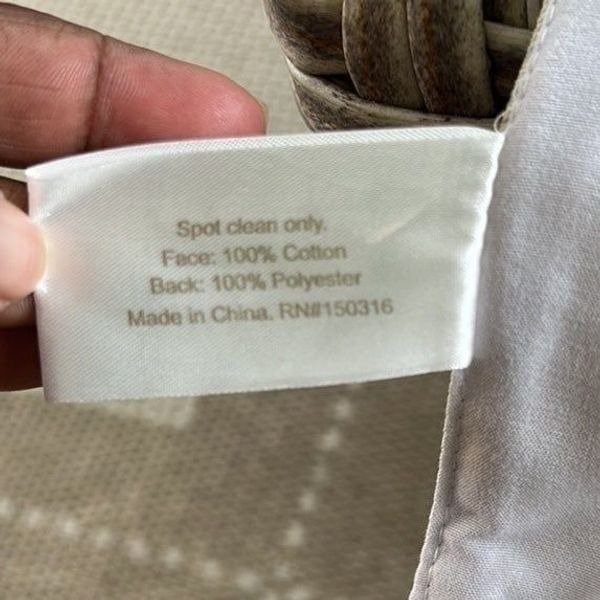 Spot clean only.
Face: 100% Cotton
Back: 100% Polyester
Made in China. RN#150316